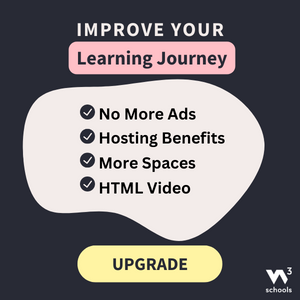 IMPROVE YOUR
Learning Journey
No More Ads
Hosting Benefits
More Spaces
HTML Video
UPGRADE
w3
schools